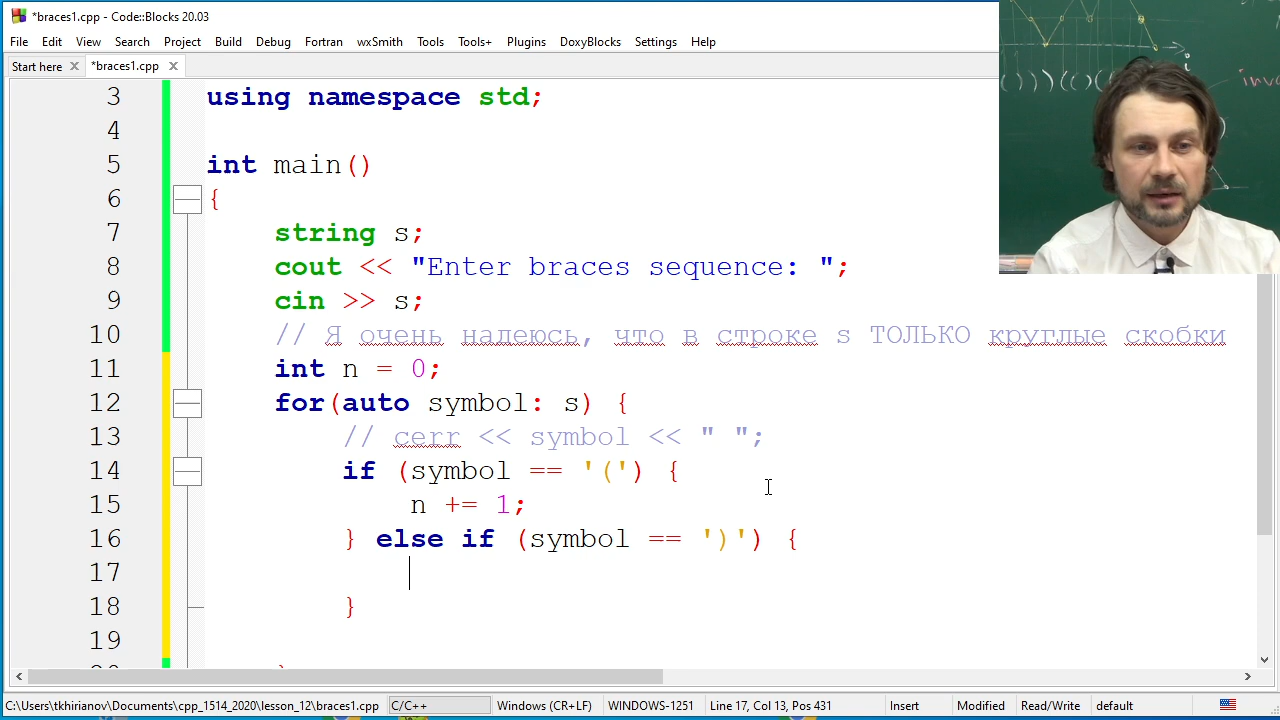 *braces1.cpp - Code::Blocks 20.03
File Edit View Search Project Build Debug Fortran wxSmith Tools Tools+ Plugins DoxyBlocks Settings Help
Start here *braces1.cpp
3 using namespace std;
4
5 int main()
6 {
7 string s;
8 cout << "Enter braces sequence: ";
9 cin >> s;
10 // Я очень надеюсь, что в строке s ТОЛЬКО круглые скобки
11 int n = 0;
12 for(auto symbol: s) {
13 // cerr << symbol << " ";
14 if (symbol == '(') {
15 n += 1;
16 } else if (symbol == ')') {
17
18 }
19
C:\Users\tkhirianov\Documents\cpp_1514_2020\lesson_12\braces1.cpp C/C++ Windows (CR+LF) WINDOWS-1251 Line 17, Col 13, Pos 431 Insert Modified Read/Write default